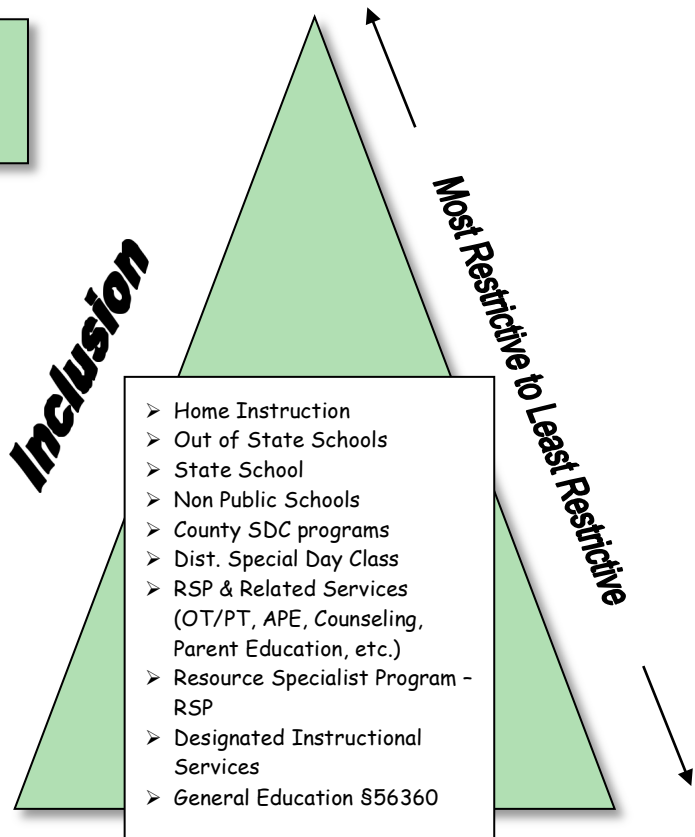 Inclusion
Most Restrictive to Least Restrictive
➢ Home Instruction
➢ Out of State Schools
➢ State School
➢ Non Public Schools
➢ County SDC programs
➢ Dist. Special Day Class
➢ RSP & Related Services
(OT/PT, APE, Counseling,
Parent Education, etc.)
➢ Resource Specialist Program –
RSP
➢ Designated Instructional
Services
➢ General Education §56360